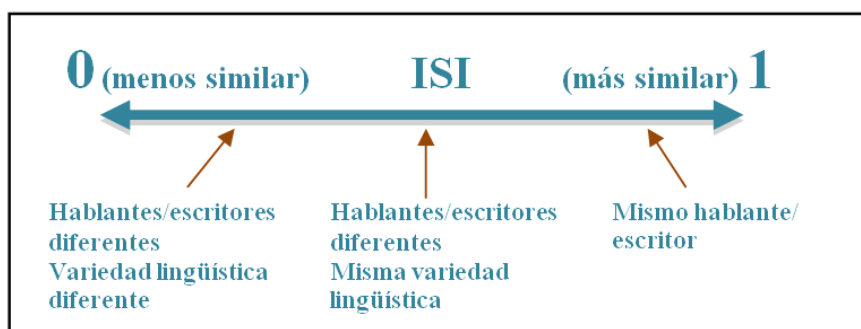 0 (menos similar) ISI (más similar) 1
Hablantes/escritores
diferentes
Variedad lingüística
diferente
Hablantes/escritores
diferentes
Misma variedad
lingüística
Mismo hablante/
escritor